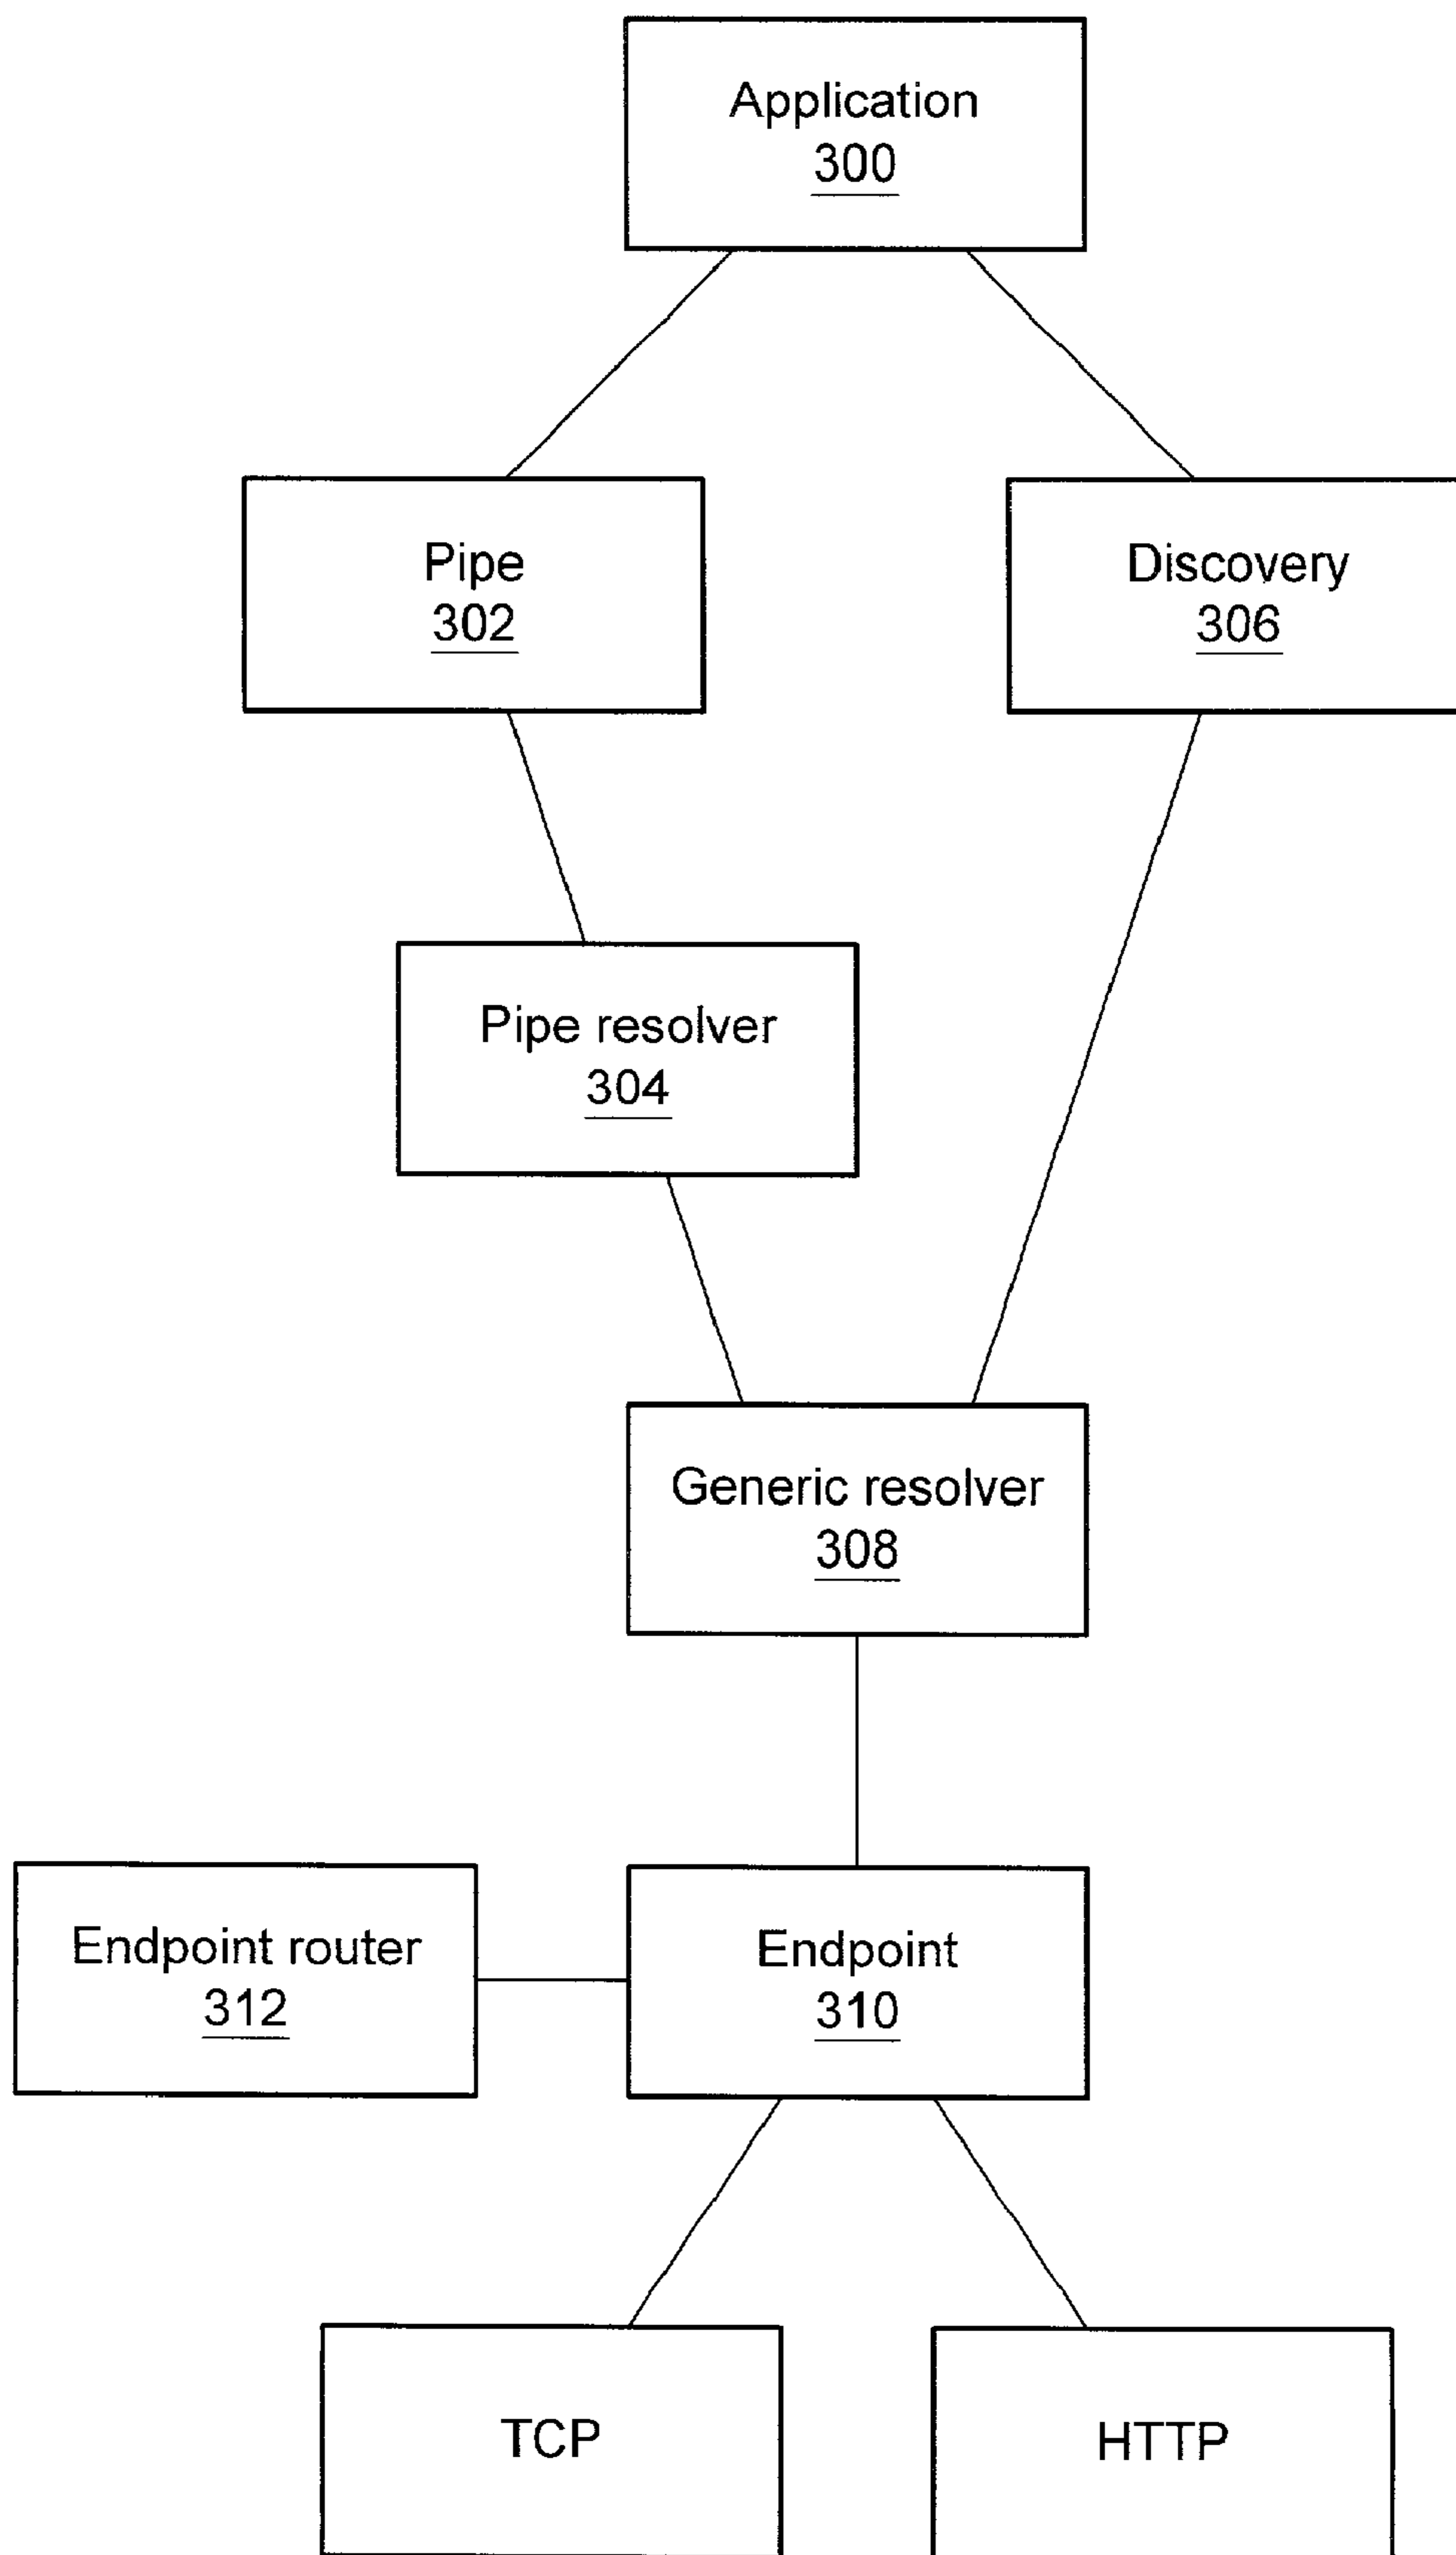 Application
300
Pipe
302
Discovery
306
Pipe resolver
304
Generic resolver
308
Endpoint router
312
Endpoint
310
TCP
HTTP